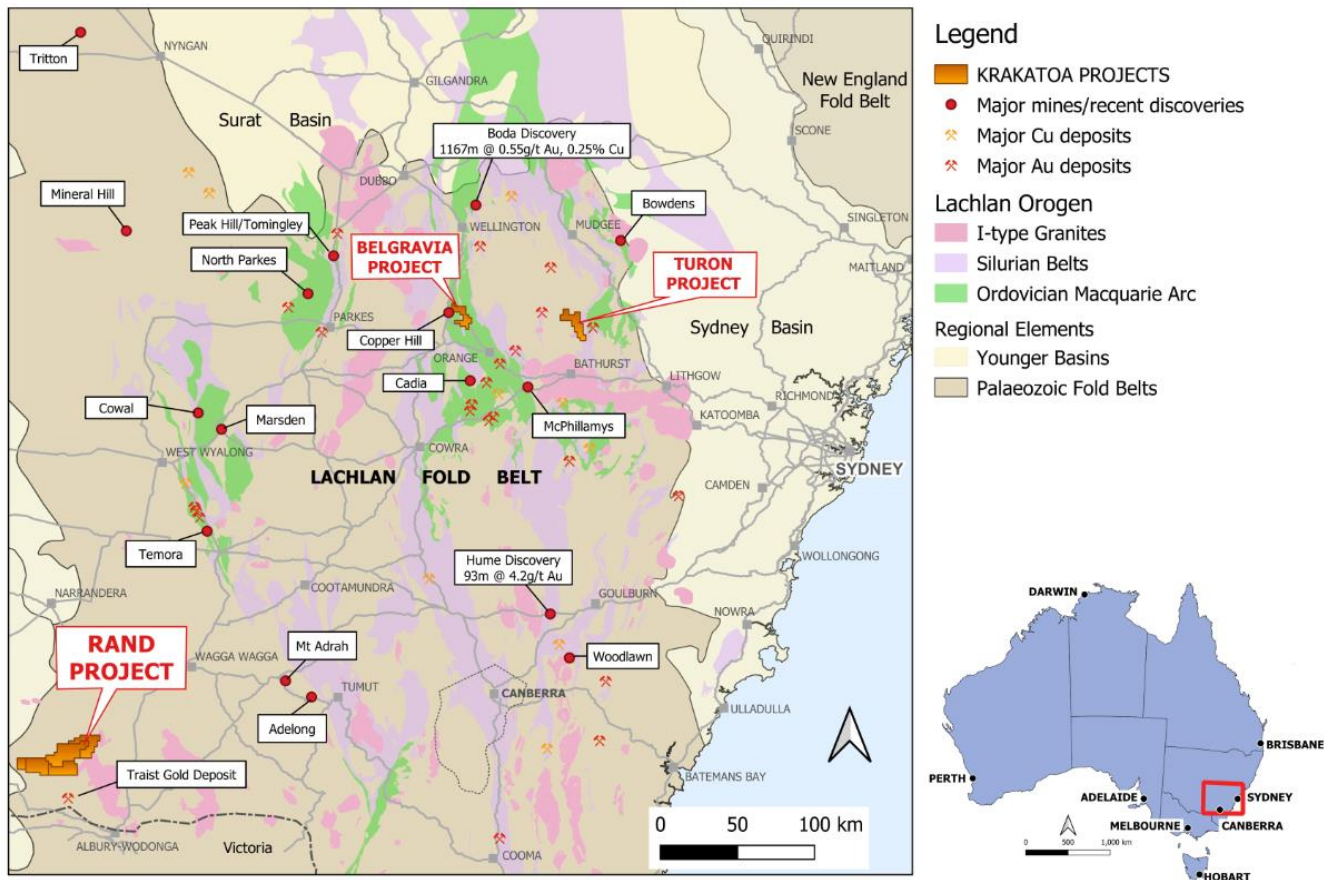 Tritton
NYNGAN
QUIRINDI
GILGANDRA
New England
Fold Belt
Surat Basin
Boda Discovery
1167m @ 0.55g/t Au, 0.25% Cu
SCONE
DUBBO
Mineral Hill
Peak Hill/Tomingley
WELLINGTON
MUDGEE
Bowdens
SINGLETON
North Parkes
BELGRAVIA
PROJECT
TURON
PROJECT
MAITLAND
PARKES
Copper Hill
Sydney Basin
ORANGE
BATHURST
LITHGOW
Cadia
RICHMOND
Cowal
Marsden
McPhillamys
KATOOMBA
WEST WYALONG
COWRA
SYDNEY
LACHLAN FOLD BELT
CAMDEN
Temora
WOLLONGONG
Hume Discovery
93m @ 4.2g/t Au
COOTAMUNDRA
GOULBURN
NARRANDERA
NOWRA
RAND
PROJECT
WAGGA WAGGA
Mt Adrah
Woodlawn
TUMUT
CANBERRA
Adelong
ULLADULLA
Traist Gold Deposit
BATEMANS BAY
ALBURY-WODONGA
Victoria
COOMA
0 50 100 km
Legend
KRAKATOA PROJECTS
Major mines/recent discoveries
Major Cu deposits
Major Au deposits
Lachlan Orogen
I-type Granites
Silurian Belts
Ordovician Macquarie Arc
Regional Elements
Younger Basins
Palaeozoic Fold Belts
DARWIN
BRISBANE
PERTH
ADELAIDE
SYDNEY
MELBOURNE
CANBERRA
0 500 1,000 km
HOBART